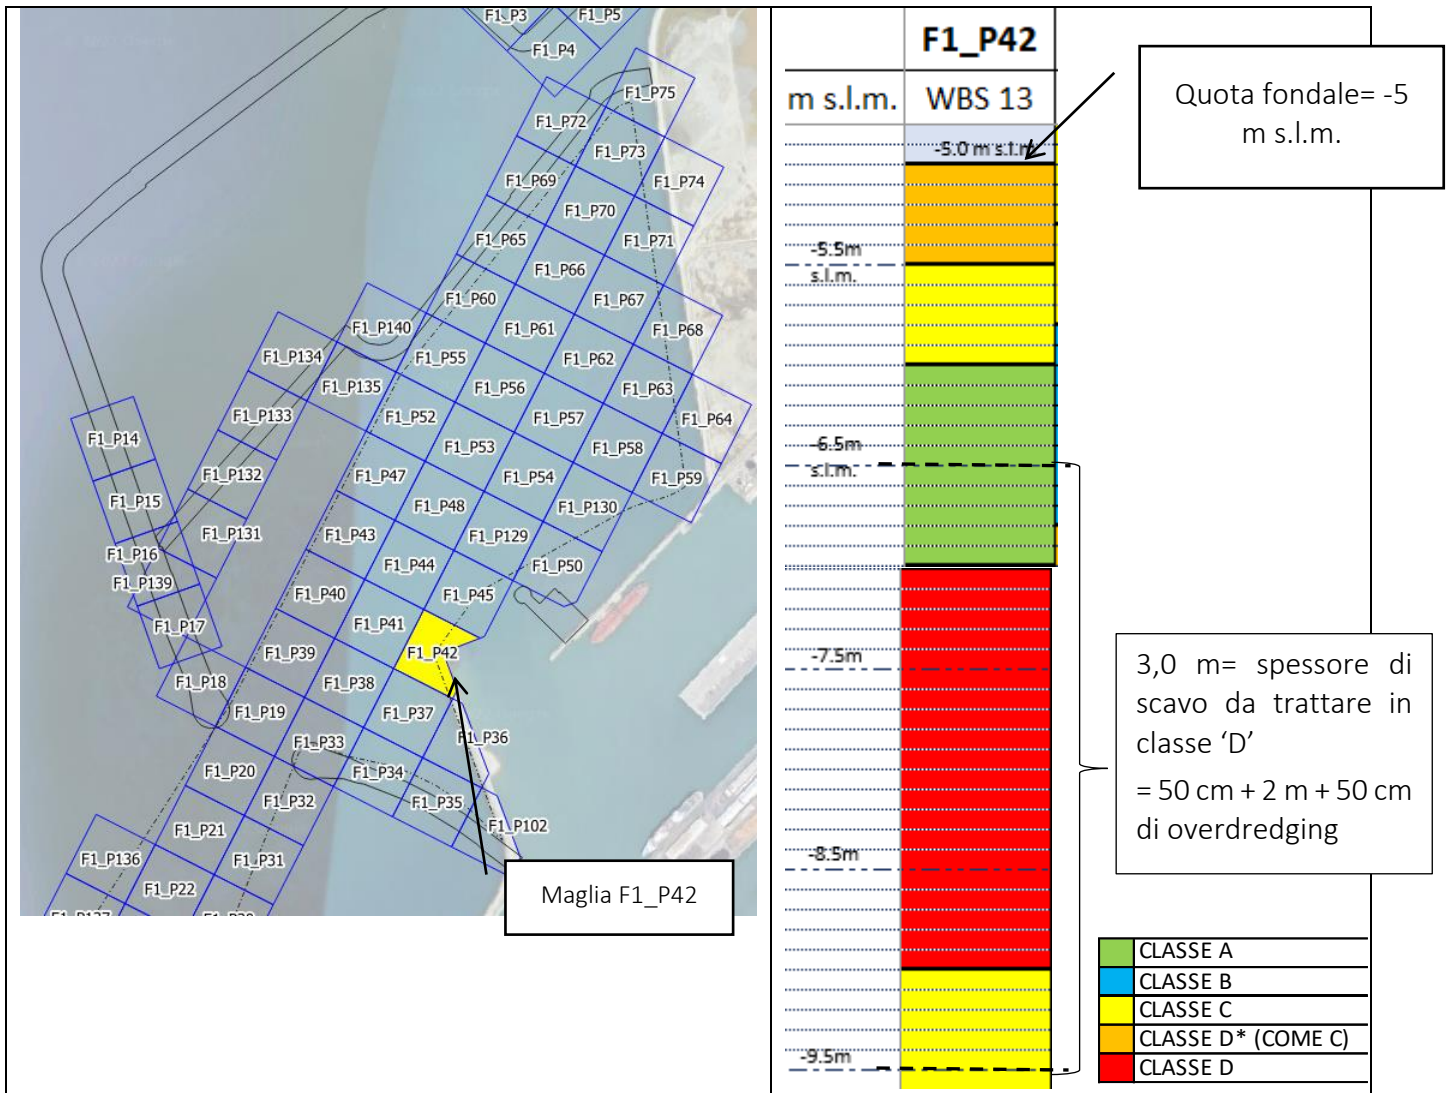 F1_P3
F1_P5
F1_P4
F1_P75
F1_P72
F1_P73
F1_P69
F1_P74
F1_P70
F1_P65
F1_P71
F1_P66
F1_P60
F1_P67
F1_P140
F1_P61
F1_P68
F1_P134
F1_P55
F1_P62
F1_P135
F1_P56
F1_P63
F1_P133
F1_P52
F1_P57
F1_P64
F1_P14
F1_P53
F1_P58
F1_P132
F1_P47
F1_P54
F1_P59
F1_P15
F1_P48
F1_P130
F1_P131
F1_P43
F1_P129
F1_P16
F1_P44
F1_P50
F1_P139
F1_P40
F1_P45
F1_P17
F1_P41
F1_P39
F1_P42
F1_P18
F1_P38
F1_P19
F1_P37
F1_P33
F1_P36
F1_P20
F1_P34
F1_P32
F1_P35
F1_P21
F1_P102
F1_P136
F1_P31
F1_P22
Maglia F1_P42
F1_P42
m s.l.m.
WBS 13
-5.0 m s.l.m
Quota fondale= -5
m s.l.m.
-5.5m
s.l.m.
-6.5m
s.l.m.
-7.5m
-8.5m
-9.5m
3,0 m= spessore di
scavo da trattare in
classe ‘D’
= 50 cm + 2 m + 50 cm
di overdredging
CLASSE A
CLASSE B
CLASSE C
CLASSE D* (COME C)
CLASSE D